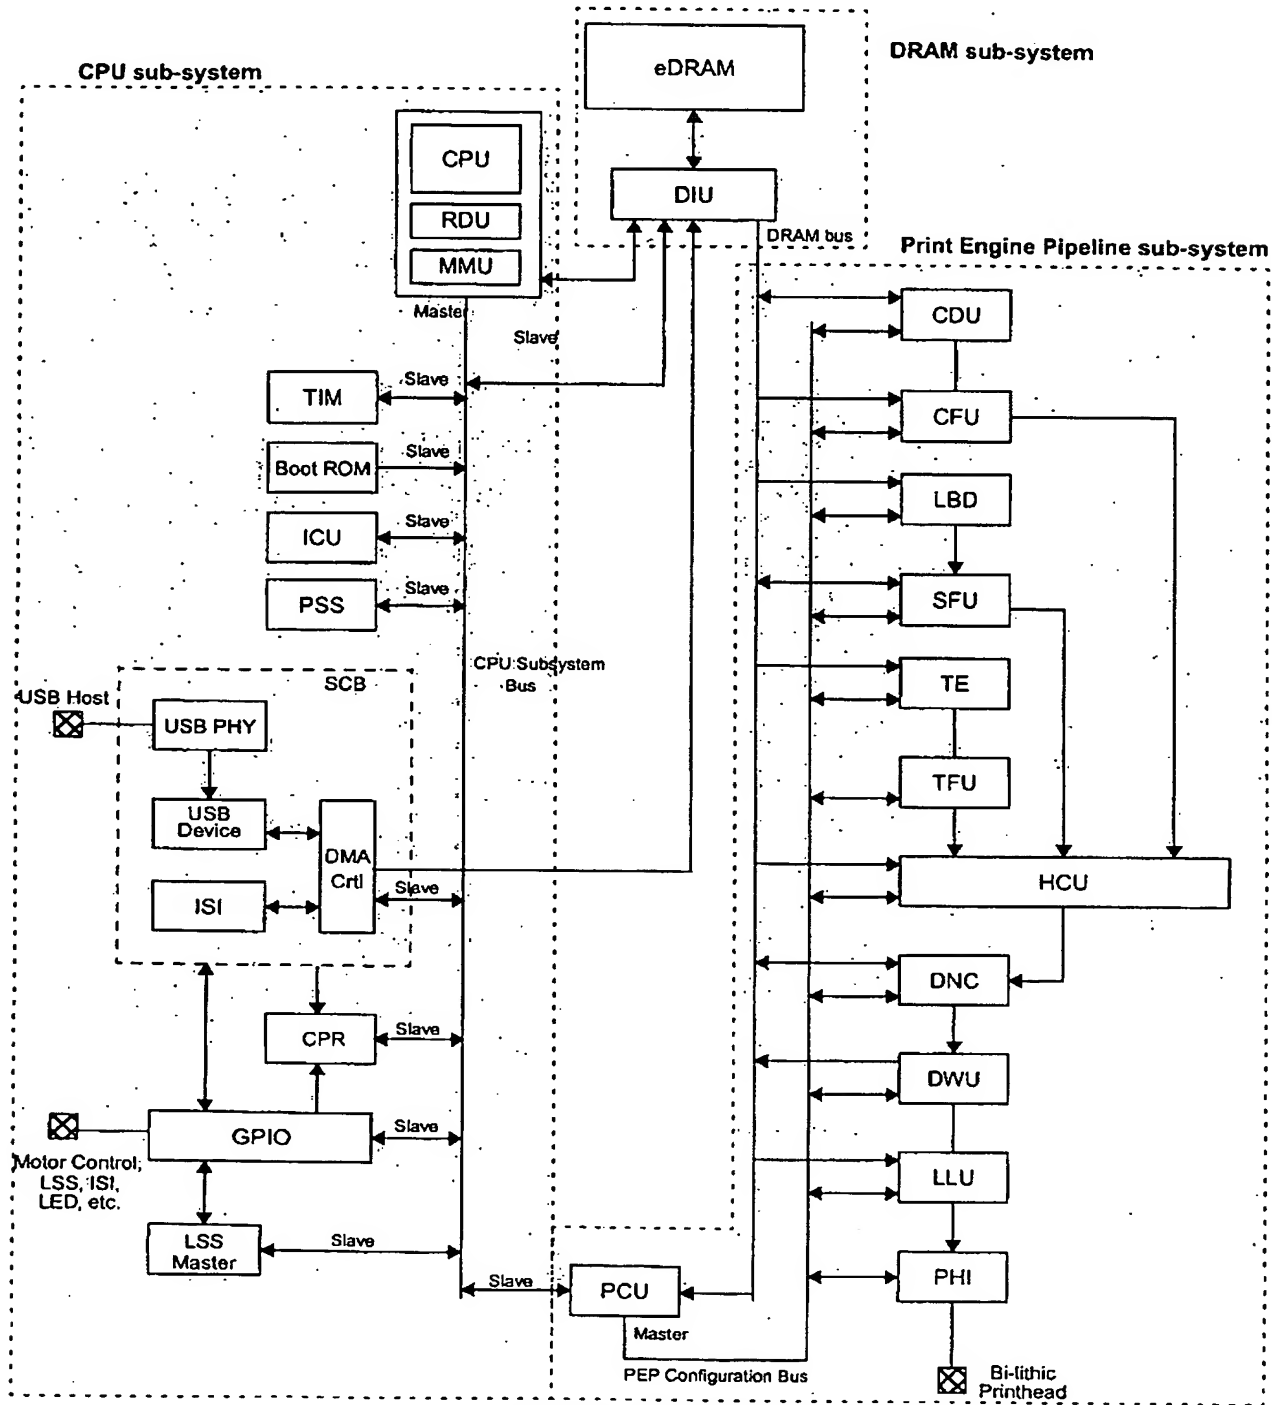 DRAM sub-system
eDRAM
CPU sub-system
CPU
DIU
RDU
DRAM bus
MMU
Print Engine Pipeline sub-system
Master
CDU
Slave
TIM
Slave
CFU
Boot ROM
Slave
LBD
ICU
Slave
PSS
Slave
SFU
CPU Subsystem
Bus
SCB
TE
USB Host
USB PHY
TFU
USB
Device
DMA
Crtl
HCU
Slave
ISI
DNC
CPR
Slave
DWU
GPIO
Slave
Motor Control,
LSS, ISI,
LED, etc.
LLU
LSS
Master
Slave
PHI
Slave
PCU
Master
PEP Configuration Bus
Bi-lithic
Printhead